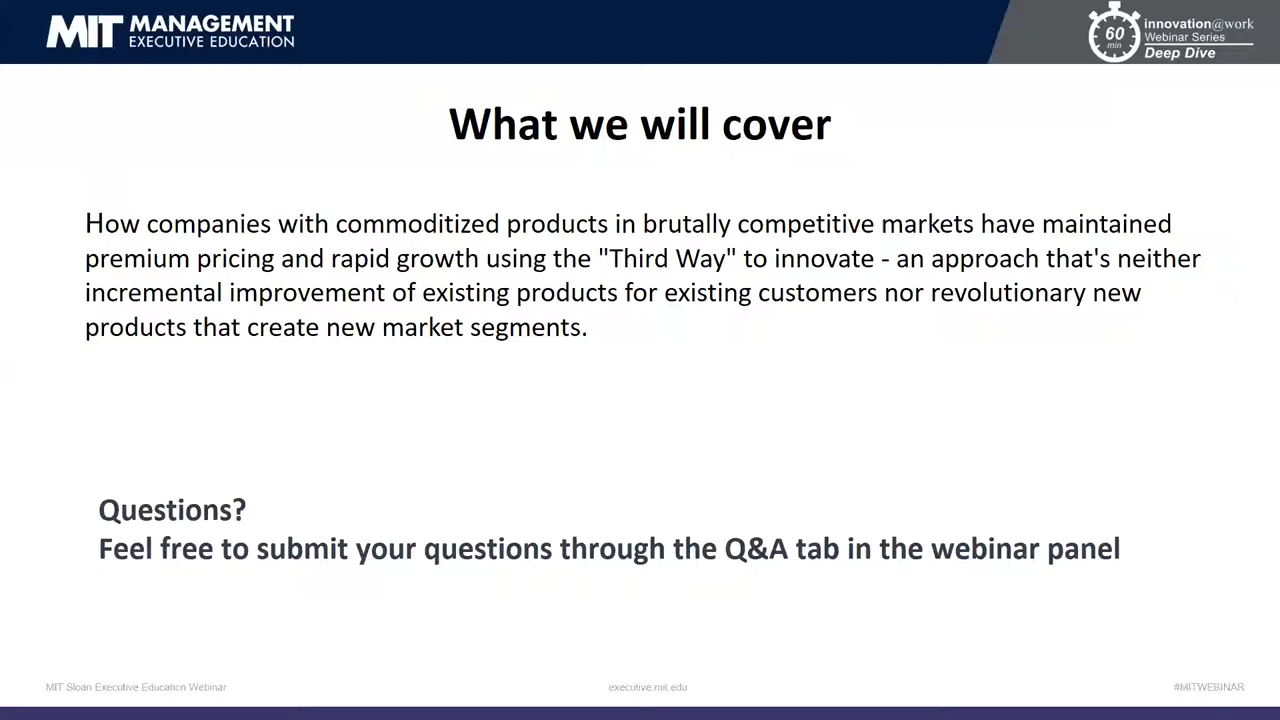 MIT MANAGEMENT
EXECUTIVE EDUCATION
60
min
innovation@work
Webinar Series
Deep Dive
What we will cover
How companies with commoditized products in brutally competitive markets have maintained
premium pricing and rapid growth using the "Third Way" to innovate - an approach that's neither
incremental improvement of existing products for existing customers nor revolutionary new
products that create new market segments.
Questions?
Feel free to submit your questions through the Q&A tab in the webinar panel
MIT Sloan Executive Education Webinar
executive.mit.edu
#MITWEBINAR